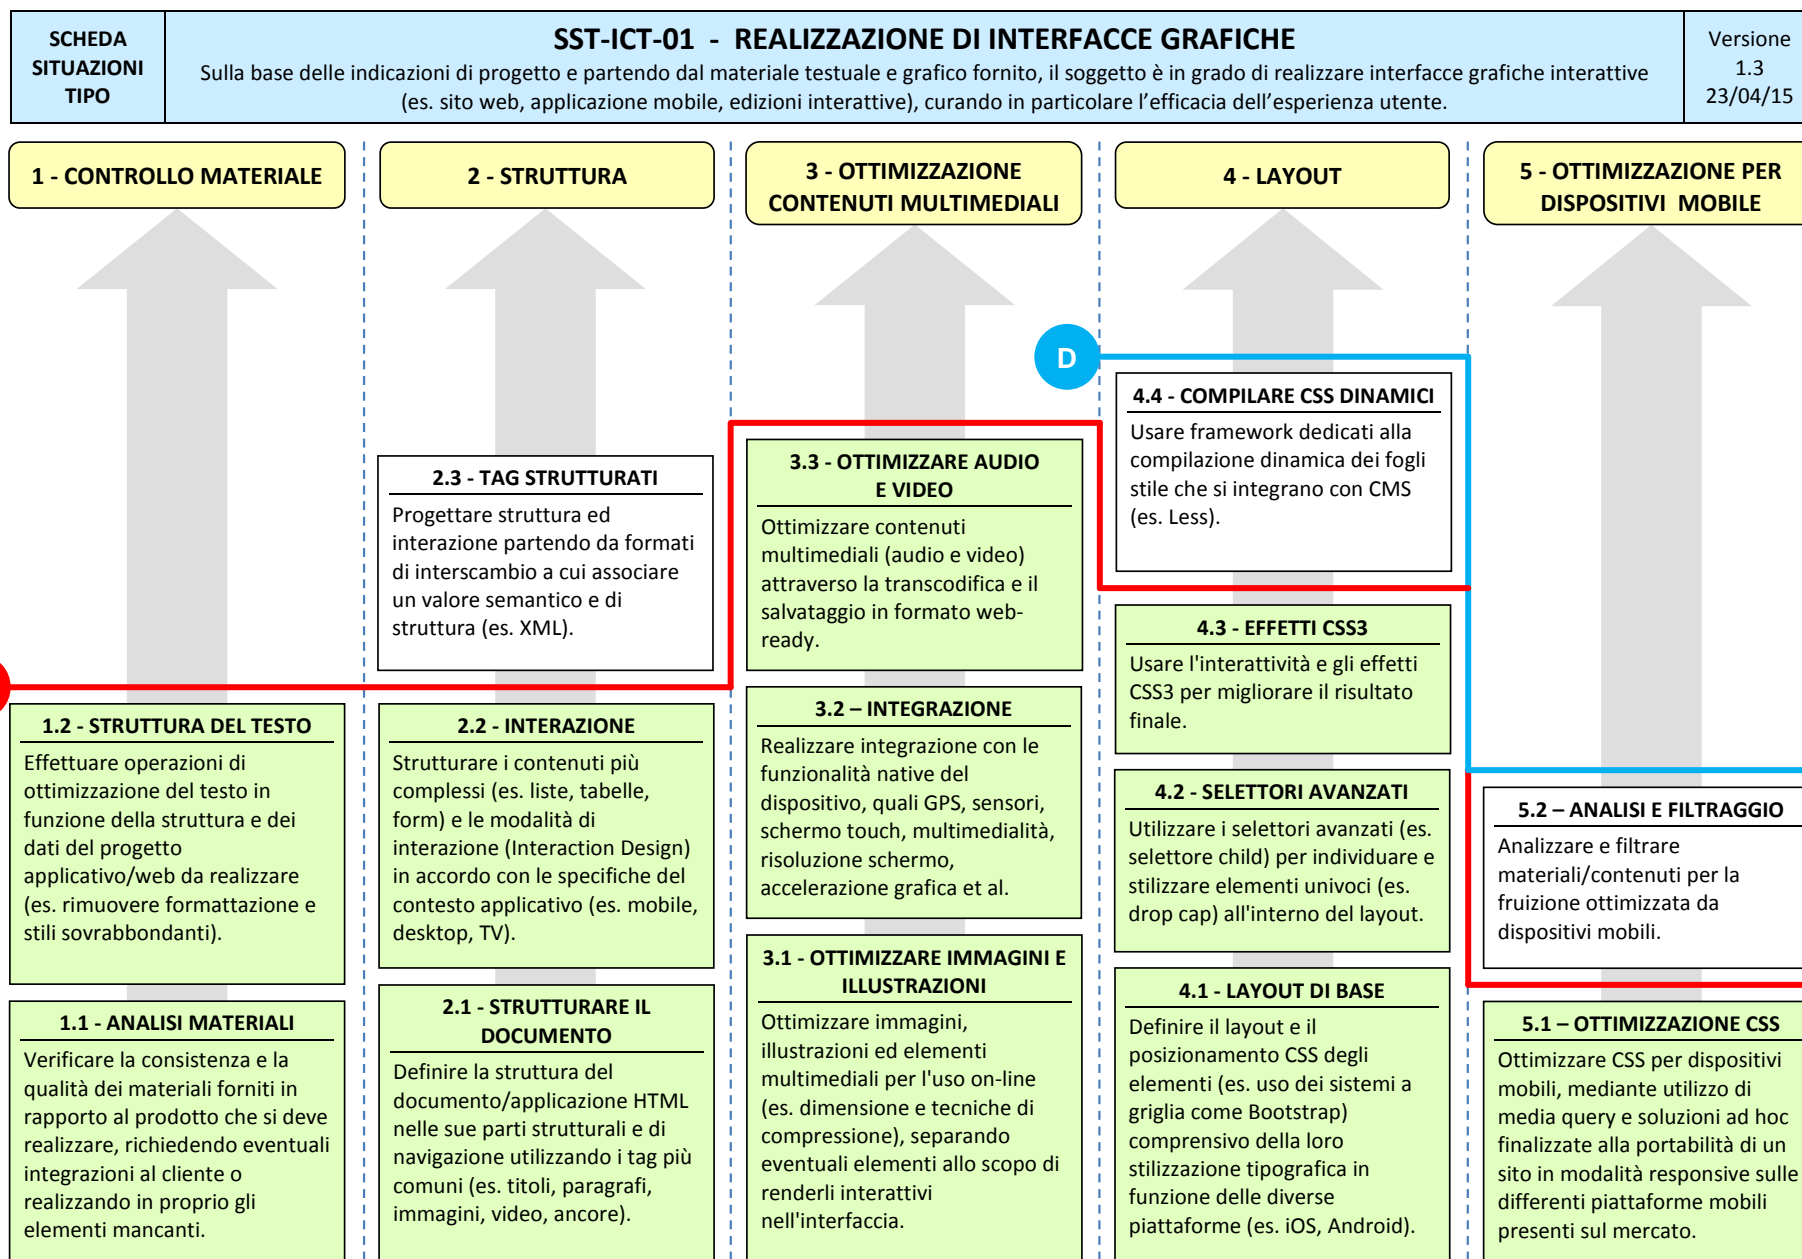 SCHEDA
SITUAZIONI
TIPO
SST-ICT-01 - REALIZZAZIONE DI INTERFACCE GRAFICHE
Sulla base delle indicazioni di progetto e partendo dal materiale testuale e grafico fornito, il soggetto è in grado di realizzare interfacce grafiche interattive
(es. sito web, applicazione mobile, edizioni interattive), curando in particolare l'efficacia dell'esperienza utente.
Versione
1.3
23/04/15
1 - CONTROLLO MATERIALE
2 - STRUTTURA
3 - OTTIMIZZAZIONE
CONTENUTI MULTIMEDIALI
4 - LAYOUT
5 - OTTIMIZZAZIONE PER
DISPOSITIVI MOBILE
1.2 - STRUTTURA DEL TESTO
Effettuare operazioni di
ottimizzazione del testo in
funzione della struttura e dei
dati del progetto
applicativo/web da realizzare
(es. rimuovere formattazione e
stili sovrabbondanti).
1.1 - ANALISI MATERIALI
Verificare la consistenza e la
qualità dei materiali forniti in
rapporto al prodotto che si deve
realizzare, richiedendo eventuali
integrazioni al cliente o
realizzando in proprio gli
elementi mancanti.
2.3 - TAG STRUTTURATI
Progettare struttura ed
interazione partendo da formati
di interscambio a cui associare
un valore semantico e di
struttura (es. XML).
2.2 - INTERAZIONE
Strutturare i contenuti più
complessi (es. liste, tabelle,
form) e le modalità di
interazione (Interaction Design)
in accordo con le specifiche del
contesto applicativo (es. mobile,
desktop, TV).
2.1 - STRUTTURARE IL
DOCUMENTO
Definire la struttura del
documento/applicazione HTML
nelle sue parti strutturali e di
navigazione utilizzando i tag più
comuni (es. titoli, paragrafi,
immagini, video, ancore).
3.3 - OTTIMIZZARE AUDIO
E VIDEO
Ottimizzare contenuti
multimediali (audio e video)
attraverso la transcodifica e il
salvataggio in formato web-
ready.
3.2 – INTEGRAZIONE
Realizzare integrazione con le
funzionalità native del
dispositivo, quali GPS, sensori,
schermo touch, multimedialità,
risoluzione schermo,
accelerazione grafica et al.
3.1 - OTTIMIZZARE IMMAGINI E
ILLUSTRAZIONI
Ottimizzare immagini,
illustrazioni ed elementi
multimediali per l'uso on-line
(es. dimensione e tecniche di
compressione), separando
eventuali elementi allo scopo di
renderli interattivi
nell'interfaccia.
D
4.4 - COMPILARE CSS DINAMICI
Usare framework dedicati alla
compilazione dinamica dei fogli
stile che si integrano con CMS
(es. Less).
4.3 - EFFETTI CSS3
Usare l'interattività e gli effetti
CSS3 per migliorare il risultato
finale.
4.2 - SELETTORI AVANZATI
Utilizzare i selettori avanzati (es.
selettore child) per individuare e
stilizzare elementi univoci (es.
drop cap) all'interno del layout.
4.1 - LAYOUT DI BASE
Definire il layout e il
posizionamento CSS degli
elementi (es. uso dei sistemi a
griglia come Bootstrap)
comprensivo della loro
stilizzazione tipografica in
funzione delle diverse
piattaforme (es. iOS, Android).
5.2 – ANALISI E FILTRAGGIO
Analizzare e filtrare
materiali/contenuti per la
fruizione ottimizzata da
dispositivi mobili.
5.1 – OTTIMIZZAZIONE CSS
Ottimizzare CSS per dispositivi
mobili, mediante utilizzo di
media query e soluzioni ad hoc
finalizzate alla portabilità di un
sito in modalità responsive sulle
differenti piattaforme mobili
presenti sul mercato.